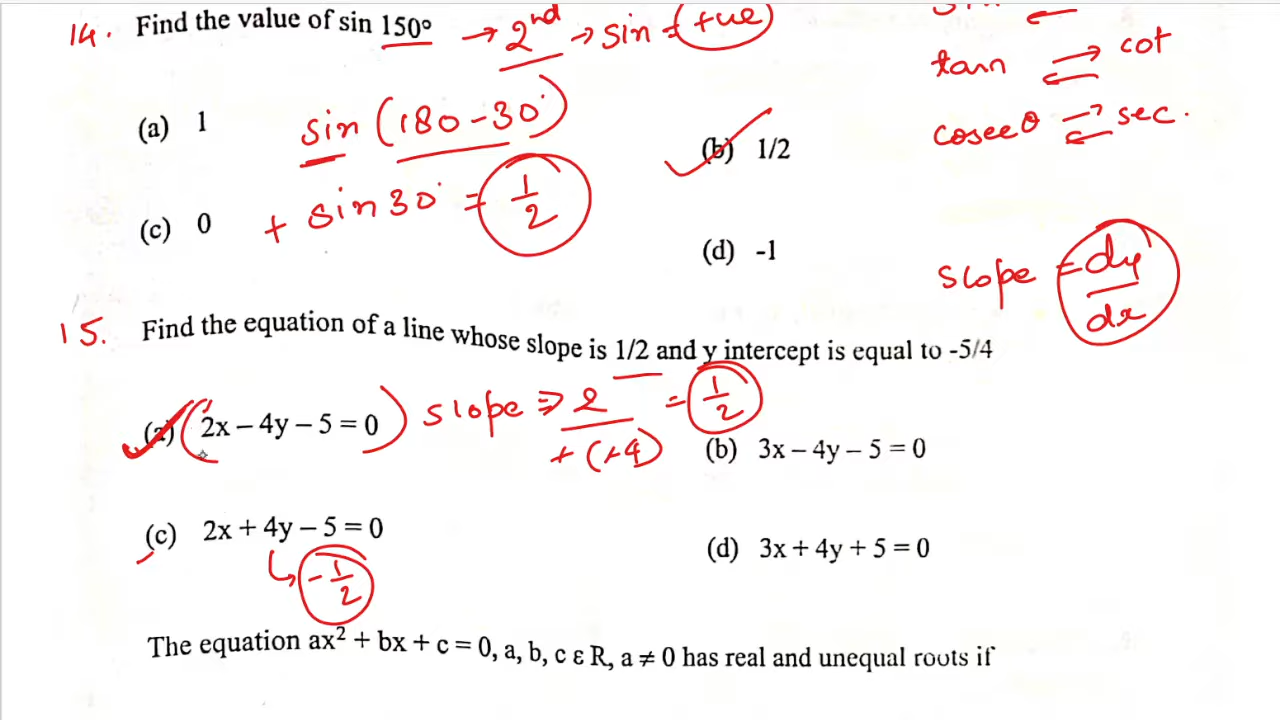 14. Find the value of sin 150° → 2nd → sin = +ve
tan ⇄ cot
(a) 1 sin (180-30°)
cosecθ ⇄ sec.
(b) 1/2
(c) 0 + sin 30° = 1/2
(d) -1
slope = dy/dx
15. Find the equation of a line whose slope is 1/2 and y intercept is equal to -5/4
(a) (2x – 4y – 5 = 0) slope ⇒ 2/+(+4) = 1/2
(b) 3x – 4y – 5 = 0
(c) 2x + 4y – 5 = 0
(d) 3x + 4y + 5 = 0
↳ -1/2
The equation ax² + bx + c = 0, a, b, c ε R, a ≠ 0 has real and unequal roots if